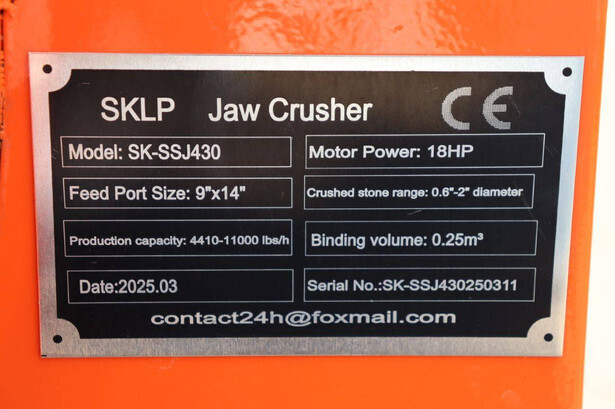 SKLP Jaw Crusher CE
Model: SK-SSJ430
Motor Power: 18HP
Feed Port Size: 9"x14"
Crushed stone range: 0.6"-2" diameter
Production capacity: 4410-11000 lbs/h
Binding volume: 0.25m³
Date:2025.03
Serial No.:SK-SSJ430250311
contact24h@foxmail.com